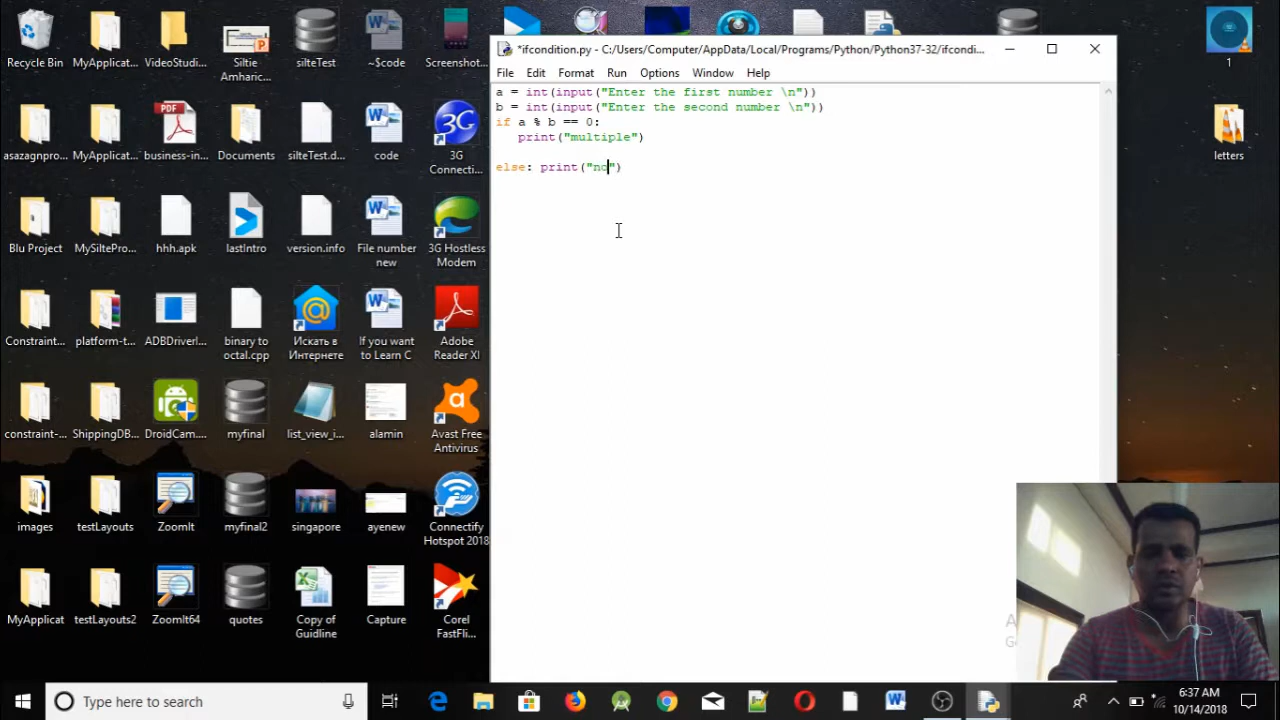 Recycle Bin
MyApplicat...
VideoStudi...
Siltie Amharic...
silteTest
~$code
Screenshot...
1
*ifcondition.py - C:/Users/Computer/AppData/Local/Programs/Python/Python37-32/ifcondi...
File Edit Format Run Options Window Help
a = int(input("Enter the first number \n"))
b = int(input("Enter the second number \n"))
if a % b == 0:
print("multiple")
else: print("no")
asazagnpro...
MyApplicat...
PDF
business-in...
Documents
silteTest.d...
code
3G
3G Connecti...
letters
Blu Project
MySiltePro...
hhh.apk
lastIntro
version.info
File number new
3G Hostless Modem
Constraint...
platform-t...
ADBDriverI...
binary to octal.cpp
Искать в Интернете
If you want to Learn C
Adobe Reader XI
constraint-...
ShippingDB...
DroidCam....
myfinal
list_view_i...
alamin
Avast Free Antivirus
images
testLayouts
ZoomIt
myfinal2
singapore
ayenew
Connectify Hotspot 2018
MyApplicat
testLayouts2
ZoomIt64
quotes
Copy of Guidline
Capture
Corel FastFli...
Type here to search
6:37 AM
10/14/2018